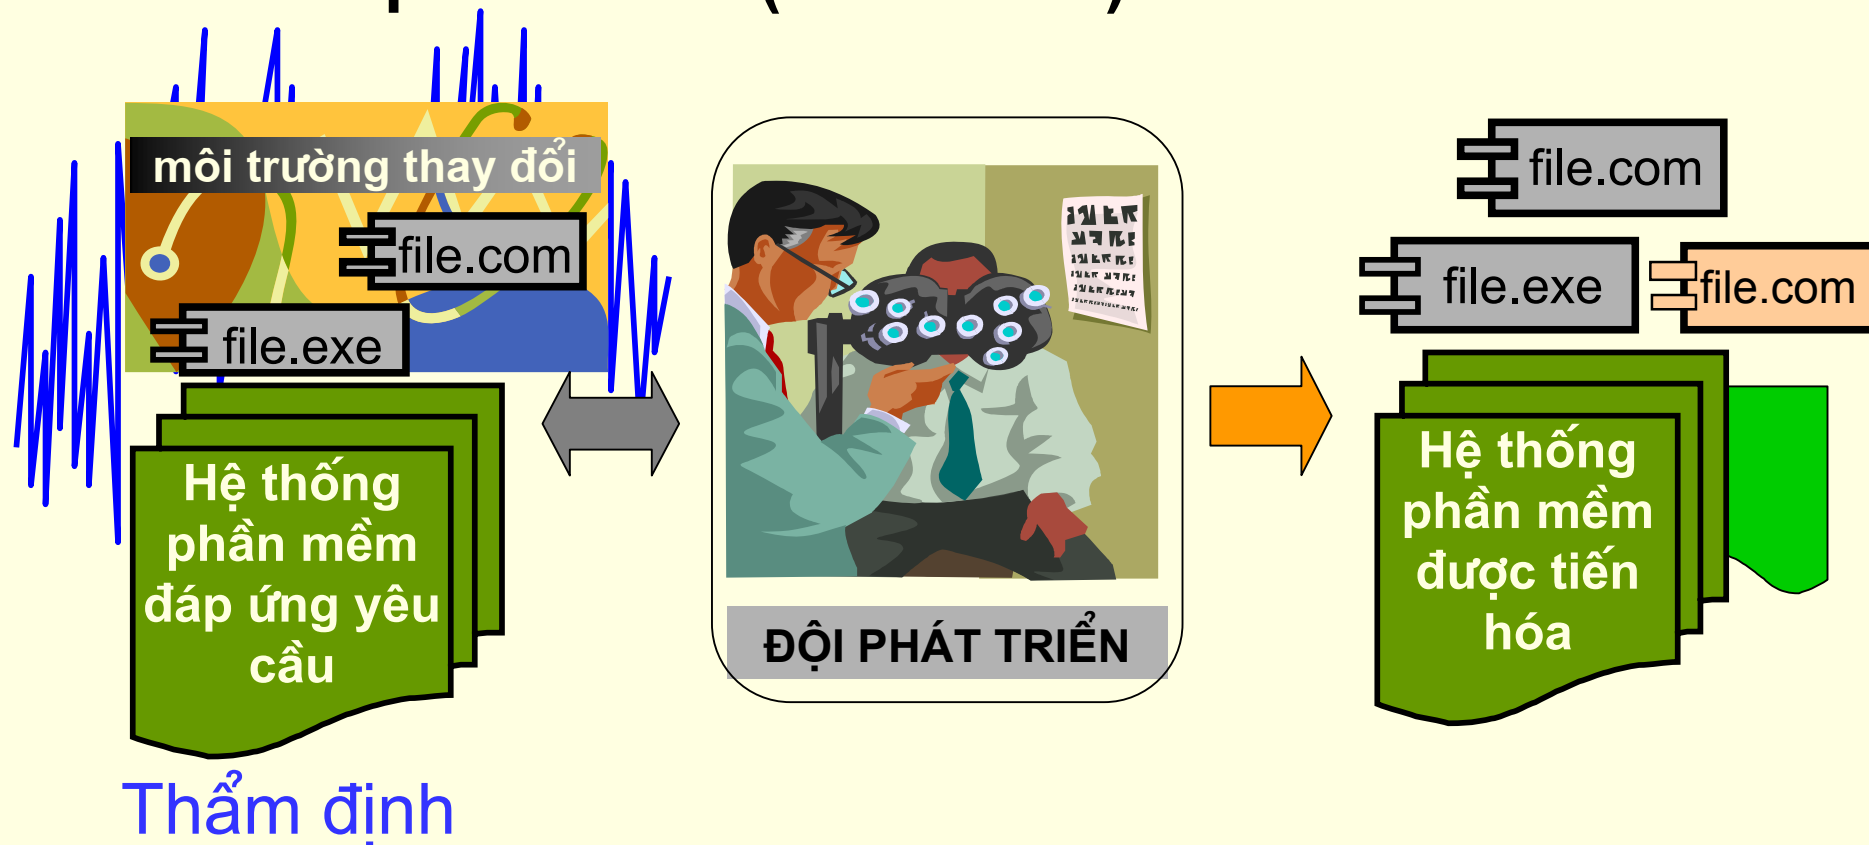 môi trường thay đổi
file.com
file.exe
Hệ thống
phần mềm
đáp ứng yêu
cầu
ĐỘI PHÁT TRIỂN
file.com
file.exe
file.com
Hệ thống
phần mềm
được tiến
hóa
Thẩm định